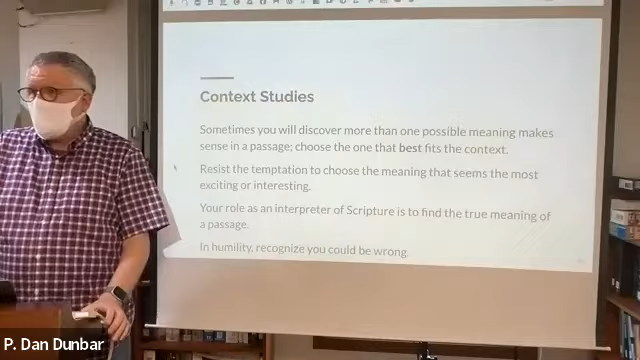 Context Studies
Sometimes you will discover more than one possible meaning makes
sense in a passage; choose the one that best fits the context.
Resist the temptation to choose the meaning that seems the most
exciting or interesting.
Your role as an interpreter of Scripture is to find the true meaning of
a passage.
In humility, recognize you could be wrong.
P. Dan Dunbar